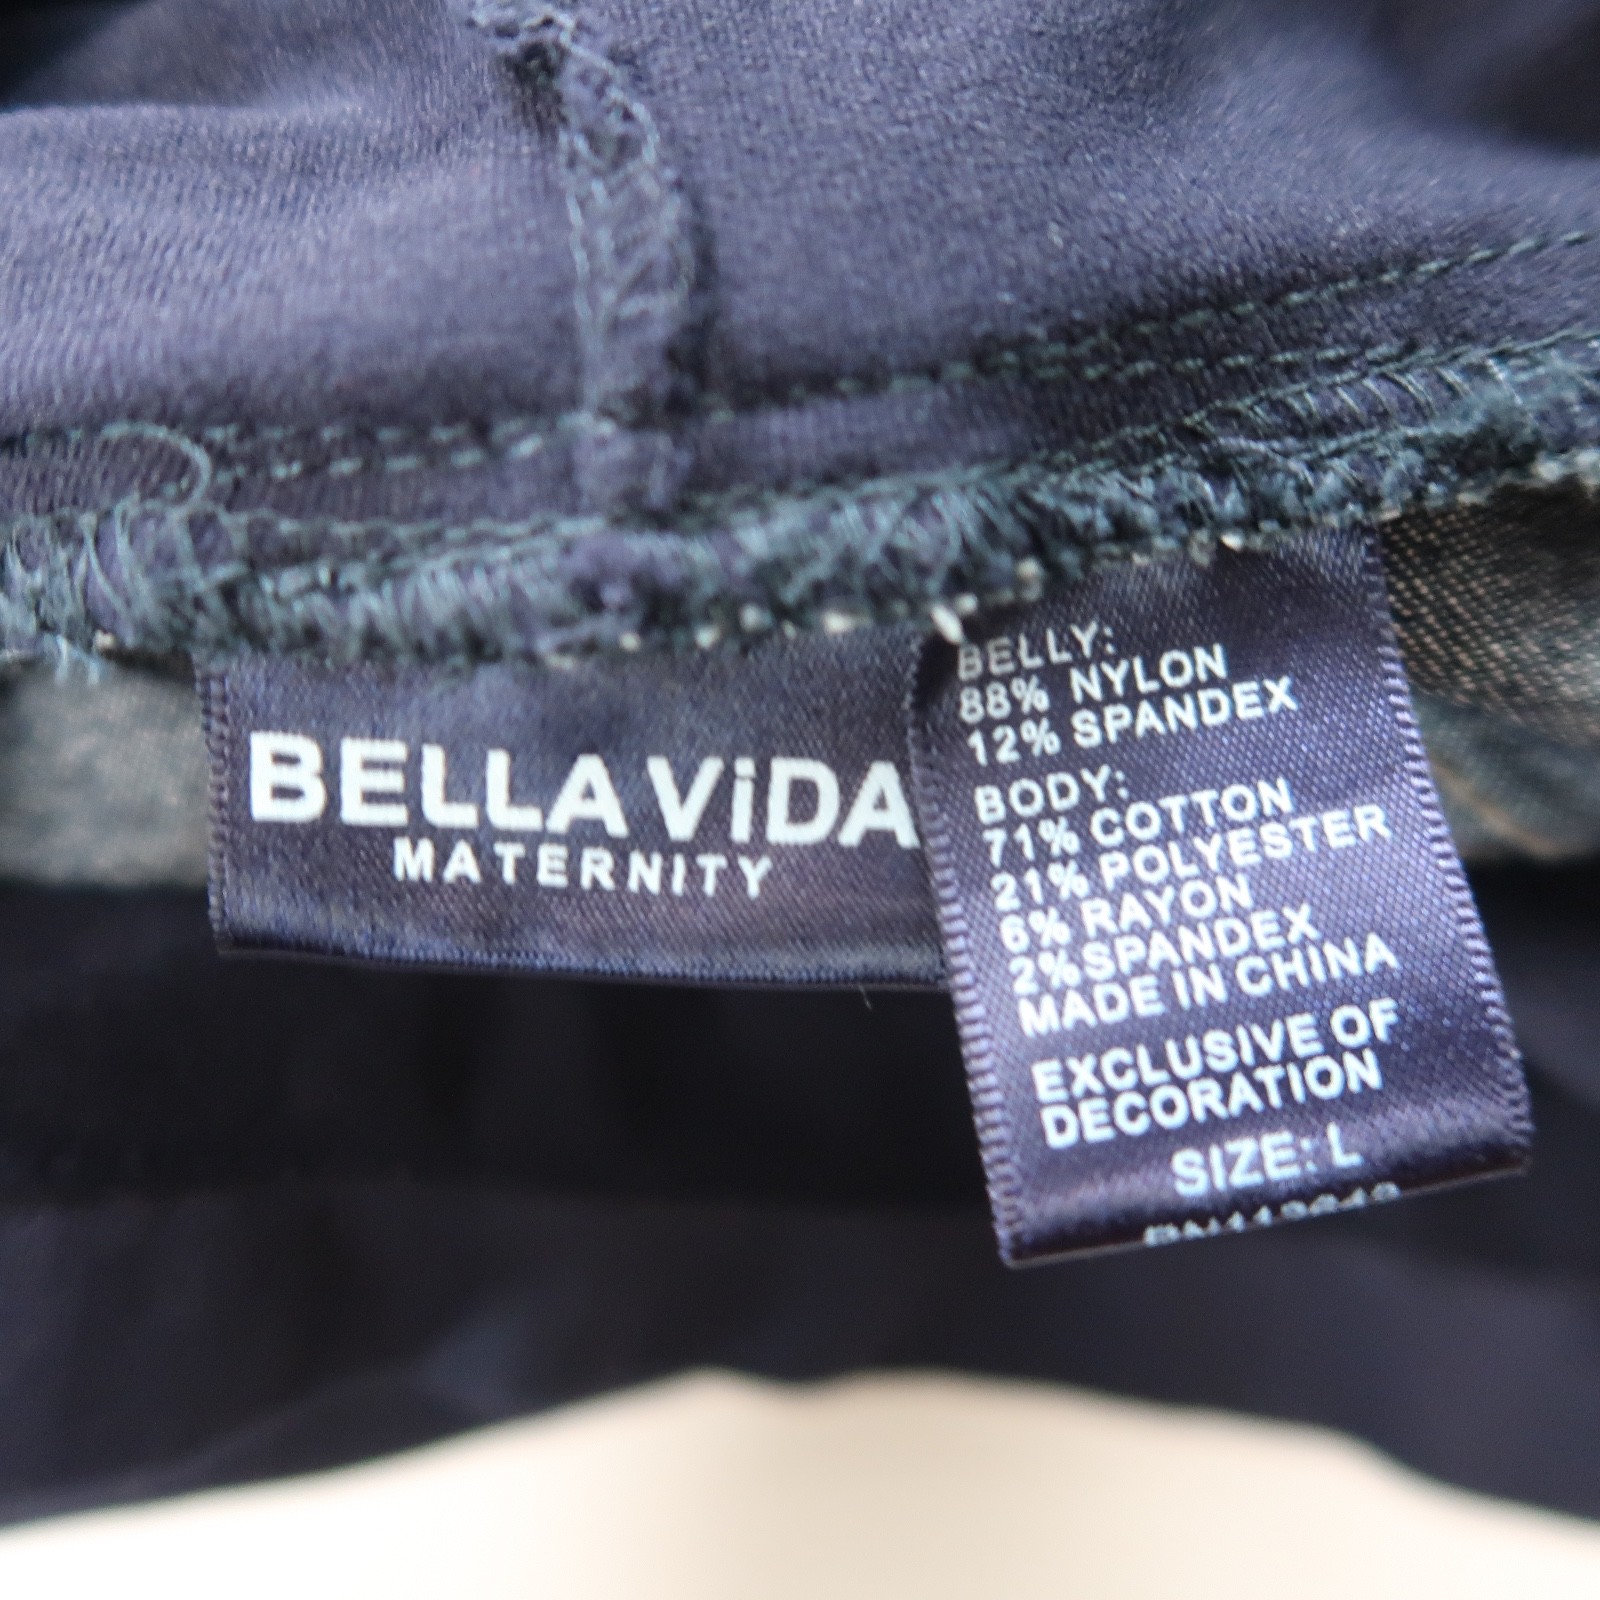 BELLA ViDA
MATERNITY
BELLY:
88% NYLON
12% SPANDEX
BODY:
71% COTTON
21% POLYESTER
6% RAYON
2%SPANDEX
MADE IN CHINA
EXCLUSIVE OF
DECORATION
SIZE: L